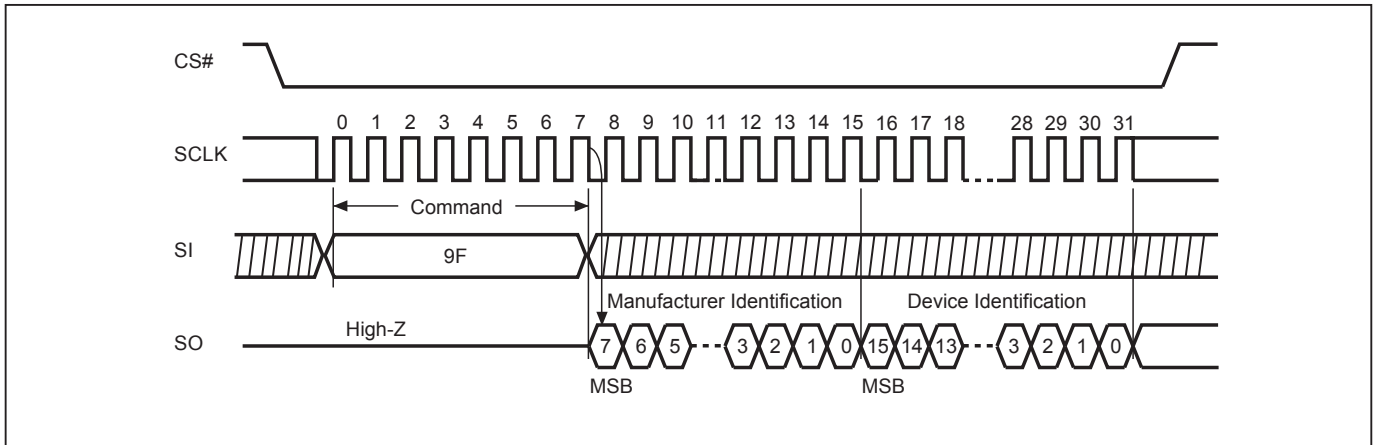 CS#
0 1 2 3 4 5 6 7 8 9 10 11 12 13 14 15 16 17 18 28 29 30 31
SCLK
Command
SI
9F
Manufacturer Identification Device Identification
High-Z
SO
7 6 5 3 2 1 0 15 14 13 3 2 1 0
MSB MSB